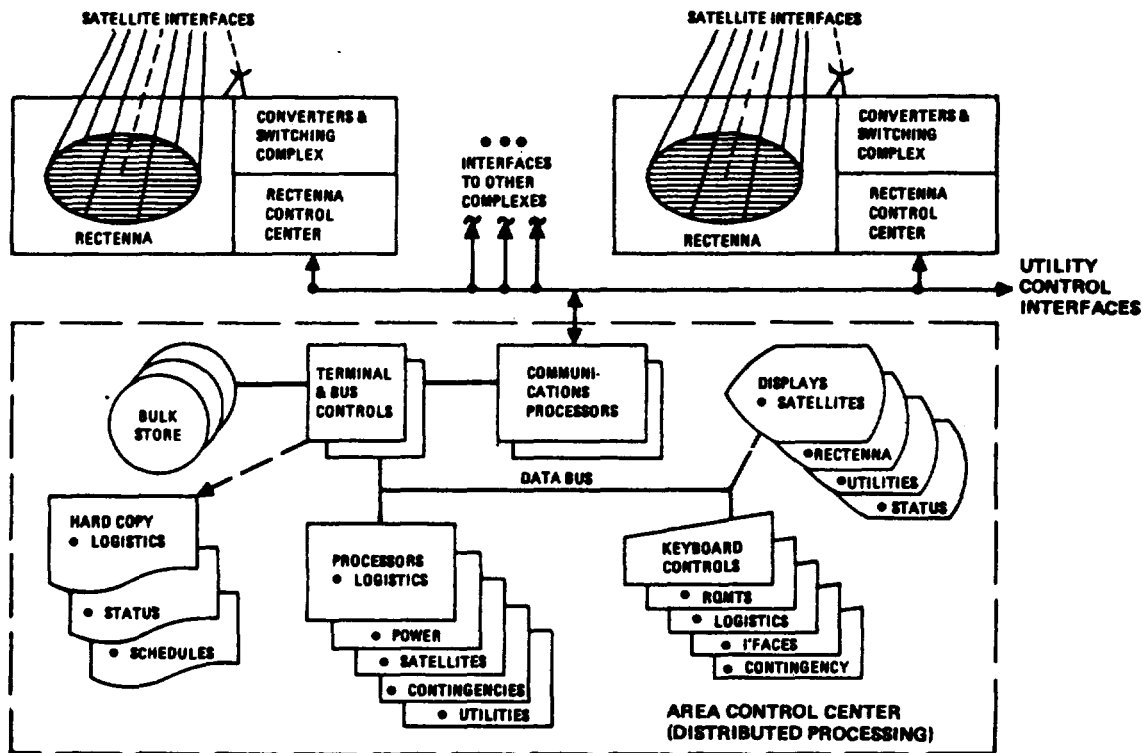 SATELLITE INTERFACES
CONVERTERS &
SWITCHING
COMPLEX
RECTENNA
CONTROL
CENTER
RECTENNA
● ● ●
INTERFACES
TO OTHER
COMPLEXES
SATELLITE INTERFACES
CONVERTERS &
SWITCHING
COMPLEX
RECTENNA
CONTROL
CENTER
RECTENNA
UTILITY
CONTROL
INTERFACES
BULK
STORE
TERMINAL
& BUS
CONTROLS
COMMUNI-
CATIONS
PROCESSORS
DISPLAYS
● SATELLITES
●RECTENNA
●UTILITIES
● STATUS
DATA BUS
HARD COPY
● LOGISTICS
● STATUS
● SCHEDULES
PROCESSORS
● LOGISTICS
● POWER
● SATELLITES
● CONTINGENCIES
● UTILITIES
KEYBOARD
CONTROLS
● RQMTS
● LOGISTICS
● I'FACES
● CONTINGENCY
AREA CONTROL CENTER
(DISTRIBUTED PROCESSING)